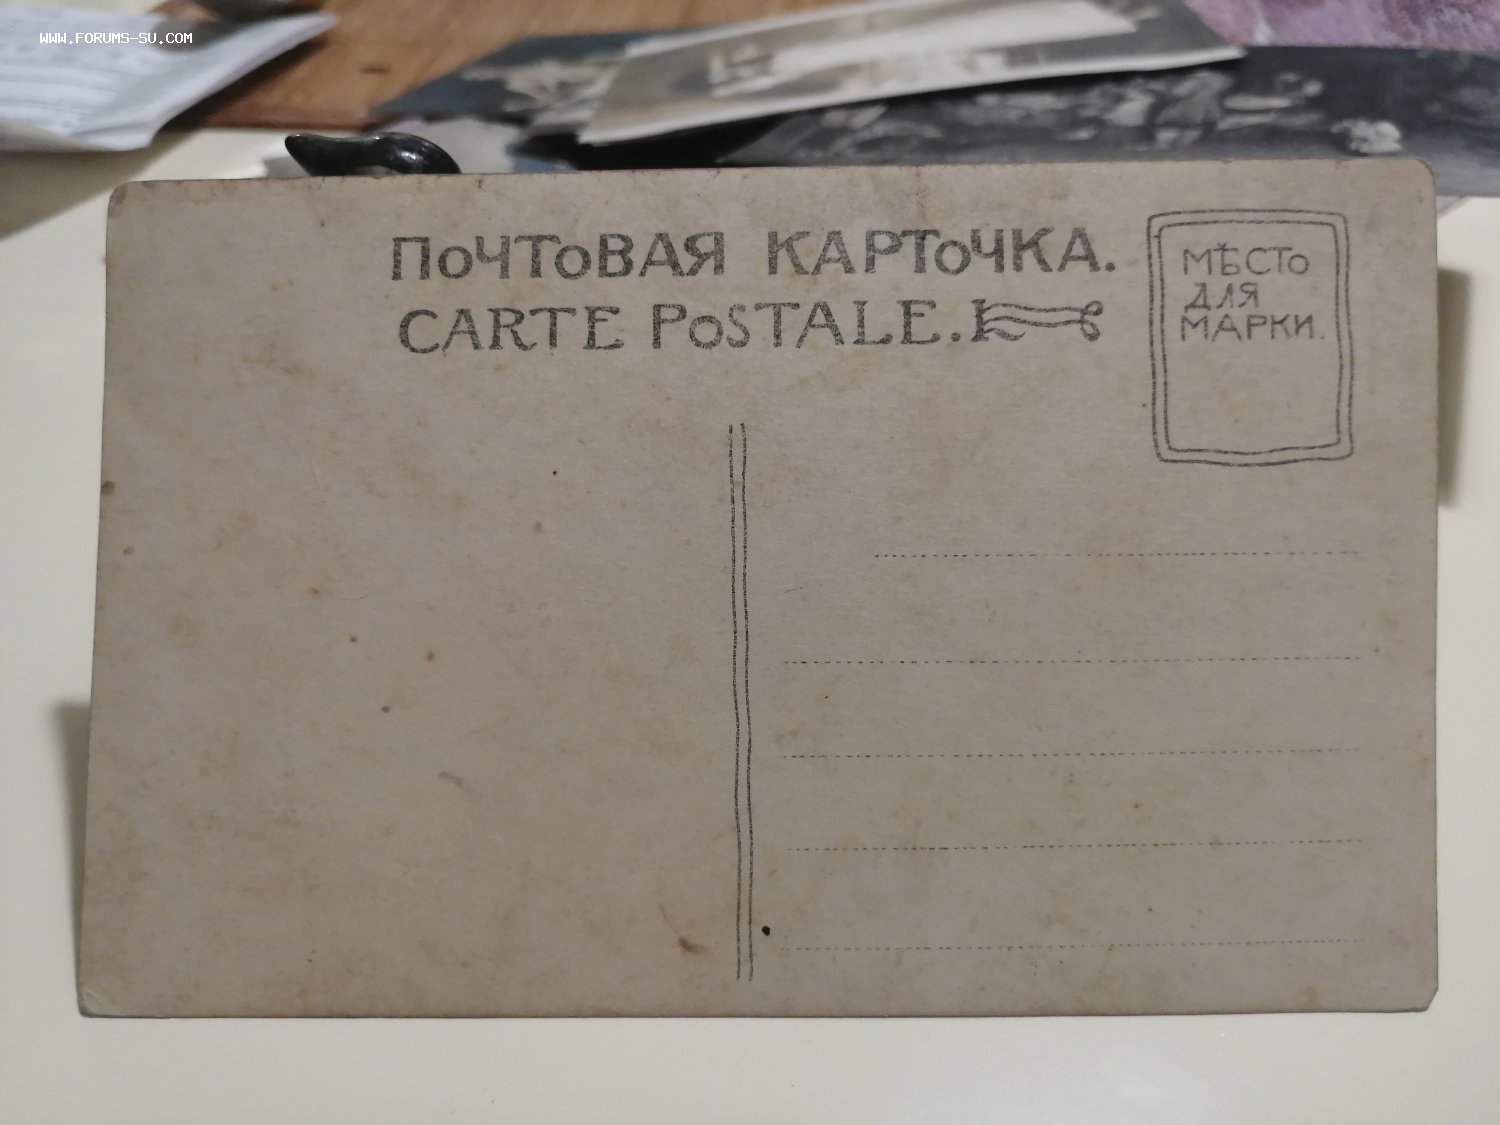 WWW.FORUMS-SU.COM
ПОЧТОВАЯ КАРТОЧКА.
CARTE POSTALE.
МѢСТО
ДЛЯ
МАРКИ.